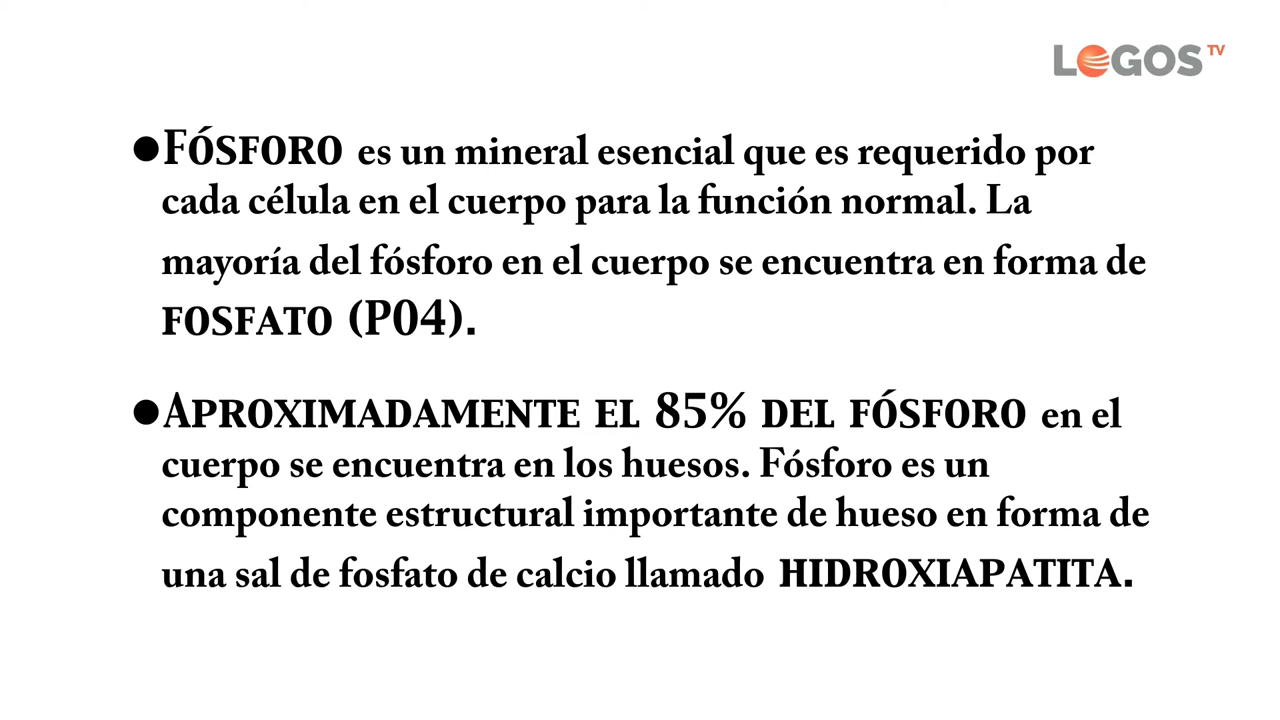 LOGOS TV
●FÓSFORO es un mineral esencial que es requerido por
cada célula en el cuerpo para la función normal. La
mayoría del fósforo en el cuerpo se encuentra en forma de
FOSFATO (P04).
●APROXIMADAMENTE EL 85% DEL FÓSFORO en el
cuerpo se encuentra en los huesos. Fósforo es un
componente estructural importante de hueso en forma de
una sal de fosfato de calcio llamado HIDROXIAPATITA.